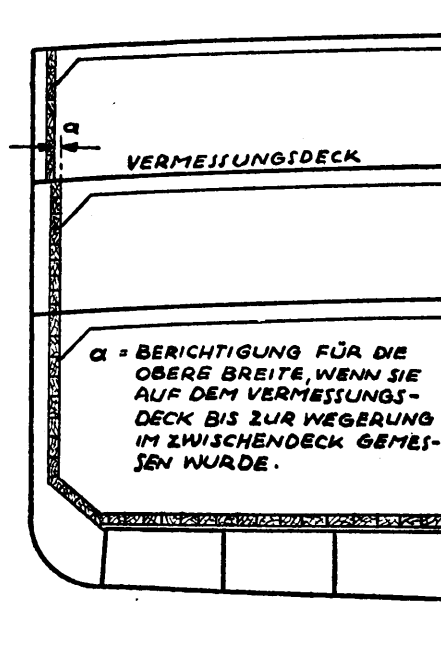 a
VERMESSUNGSDECK
a = BERICHTIGUNG FÜR DIE
OBERE BREITE, WENN SIE
AUF DEM VERMESSUNGS-
DECK BIS ZUR WEGERUNG
IM ZWISCHENDECK GEMES-
SEN WURDE.